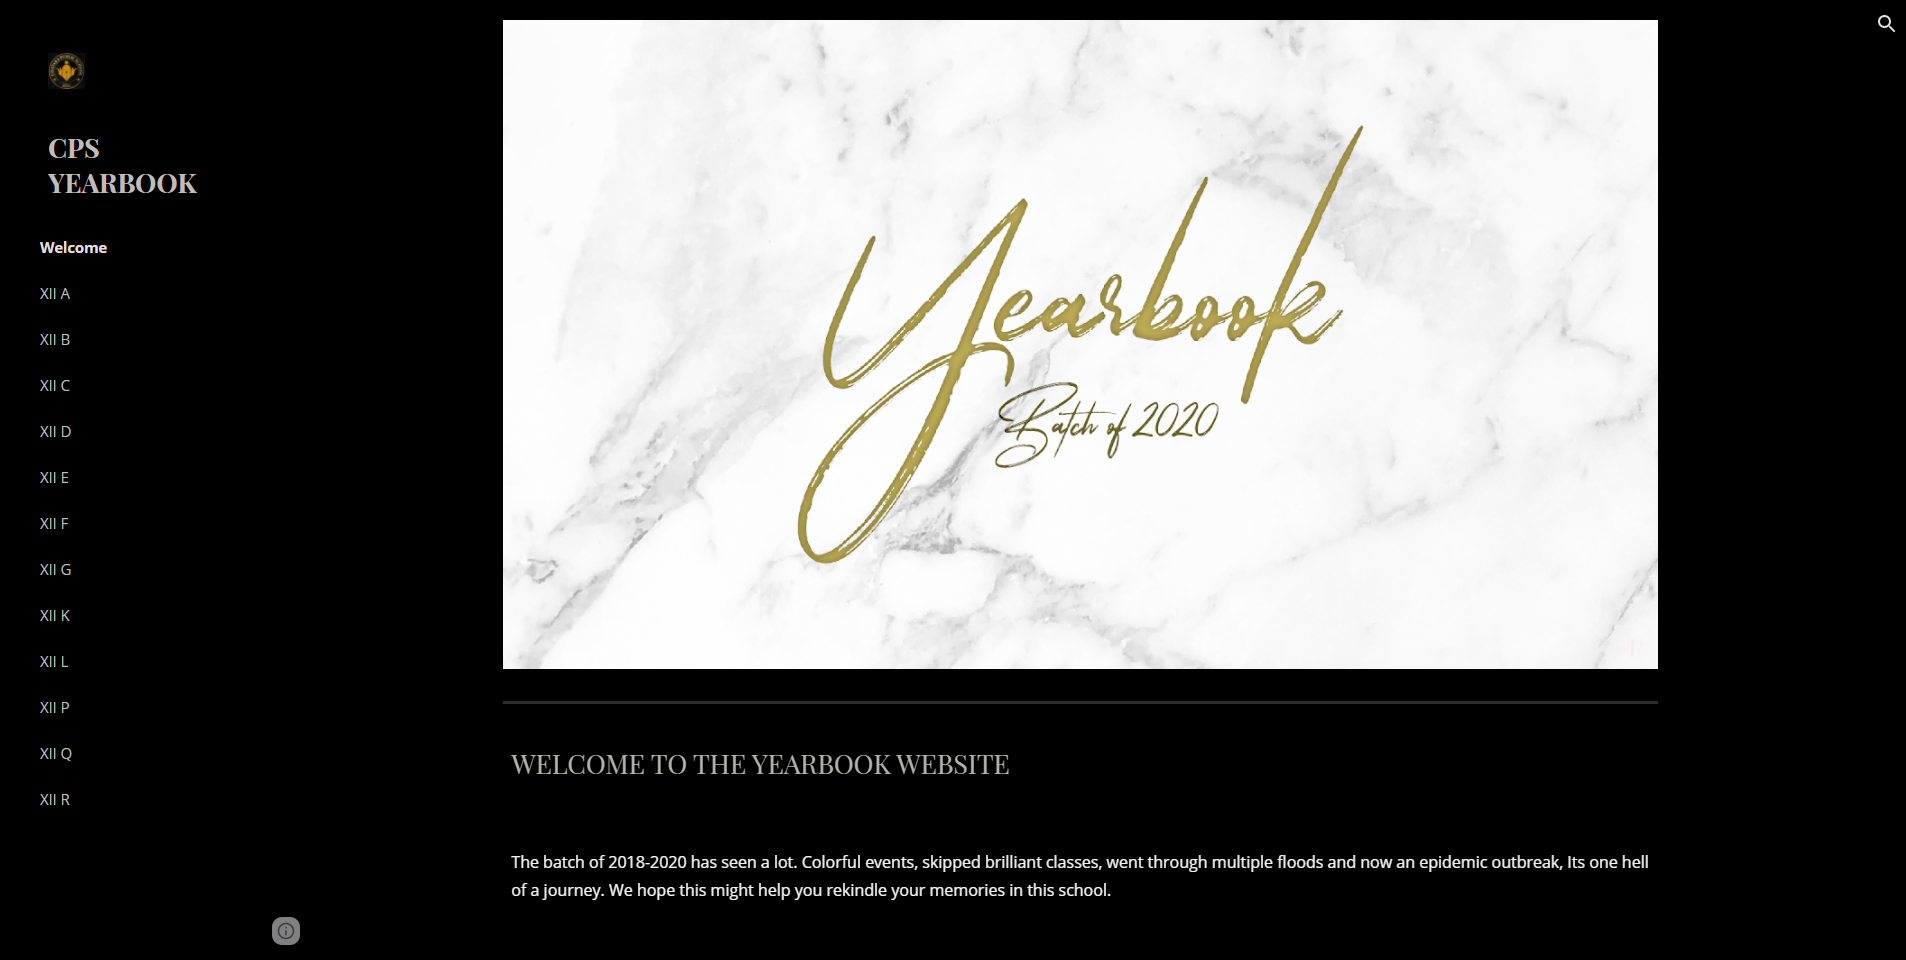 CPS
YEARBOOK
Welcome
XII A
XII B
XII C
XII D
XII E
XII F
XII G
XII K
XII L
XII P
XII Q
XII R
Yearbook
Batch of 2020
WELCOME TO THE YEARBOOK WEBSITE
The batch of 2018-2020 has seen a lot. Colorful events, skipped brilliant classes, went through multiple floods and now an epidemic outbreak, Its one hell
of a journey. We hope this might help you rekindle your memories in this school.